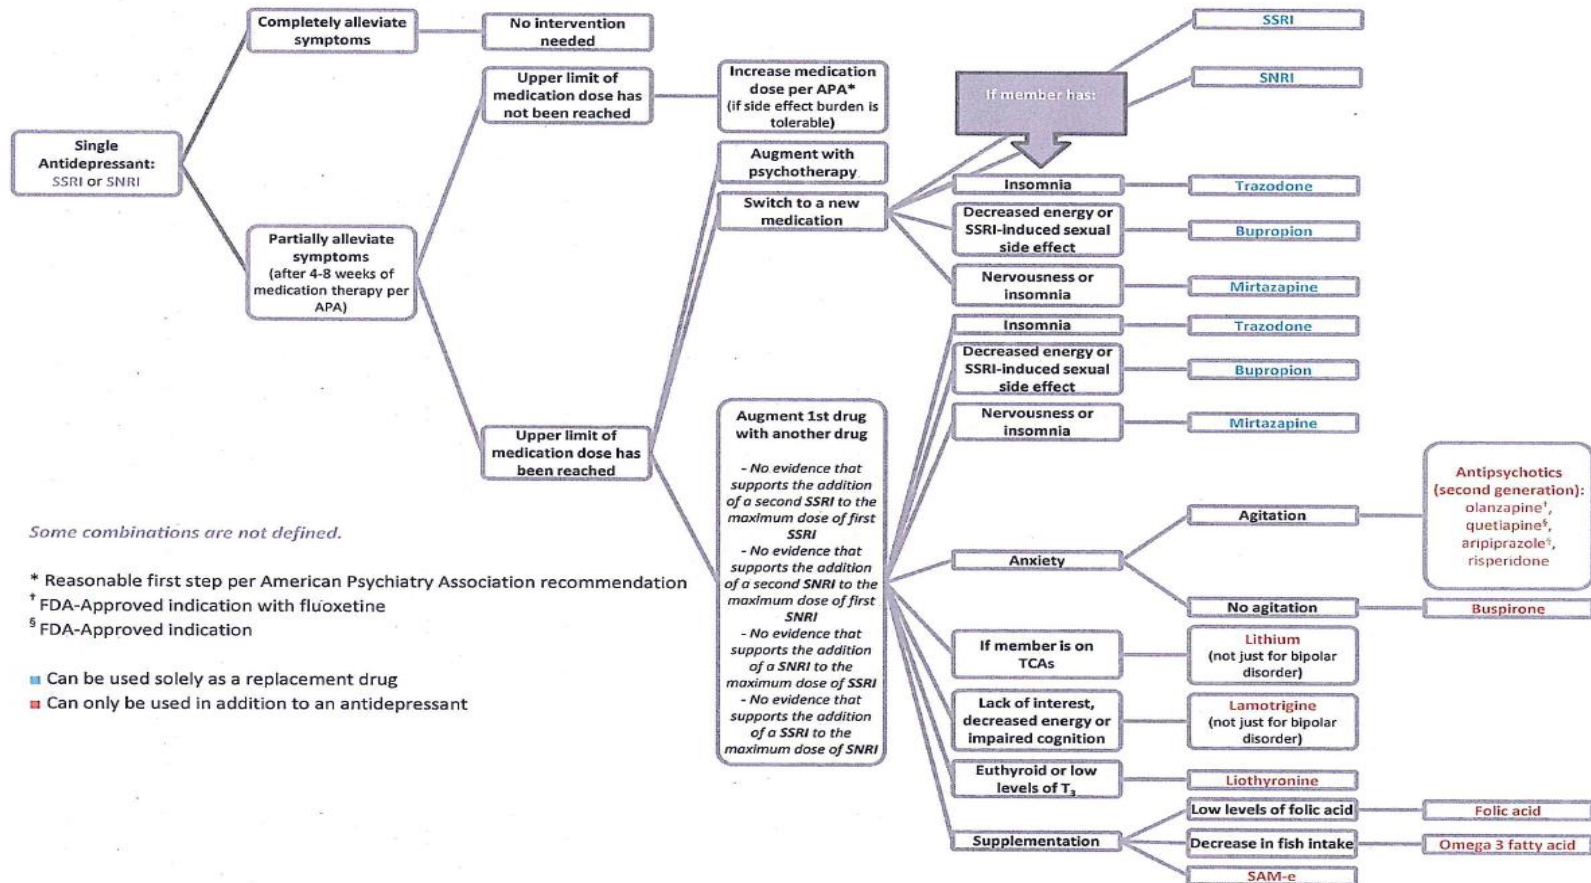 Completely alleviate
symptoms
No intervention
needed
SSRI
SNRI
Upper limit of
medication dose has
not been reached
Increase medication
dose per APA*
(if side effect burden is
tolerable)
If member has:
Single
Antidepressant:
SSRI or SNRI
Augment with
psychotherapy
Switch to a new
medication
Insomnia
Trazodone
Decreased energy or
SSRI-induced sexual
side effect
Bupropion
Nervousness or
insomnia
Mirtazapine
Partially alleviate
symptoms
(after 4-8 weeks of
medication therapy per
APA)
Insomnia
Trazodone
Decreased energy or
SSRI-induced sexual
side effect
Bupropion
Nervousness or
insomnia
Mirtazapine
Upper limit of
medication dose has
been reached
Augment 1st drug
with another drug
- No evidence that
supports the addition
of a second SSRI to the
maximum dose of first
SSRI
- No evidence that
supports the addition
of a second SNRI to the
maximum dose of first
SNRI
- No evidence that
supports the addition
of a SNRI to the
maximum dose of SSRI
- No evidence that
supports the addition
of a SSRI to the
maximum dose of SNRI
Anxiety
Agitation
Antipsychotics
(second generation):
olanzapine†,
quetiapine§,
aripiprazole§,
risperidone
No agitation
Buspirone
If member is on
TCAs
Lithium
(not just for bipolar
disorder)
Lack of interest,
decreased energy or
impaired cognition
Lamotrigine
(not just for bipolar
disorder)
Euthyroid or low
levels of T3
Liothyronine
Supplementation
Low levels of folic acid
Folic acid
Decrease in fish intake
Omega 3 fatty acid
SAM-e
Some combinations are not defined.
* Reasonable first step per American Psychiatry Association recommendation
† FDA-Approved indication with fluoxetine
§ FDA-Approved indication
Can be used solely as a replacement drug
Can only be used in addition to an antidepressant